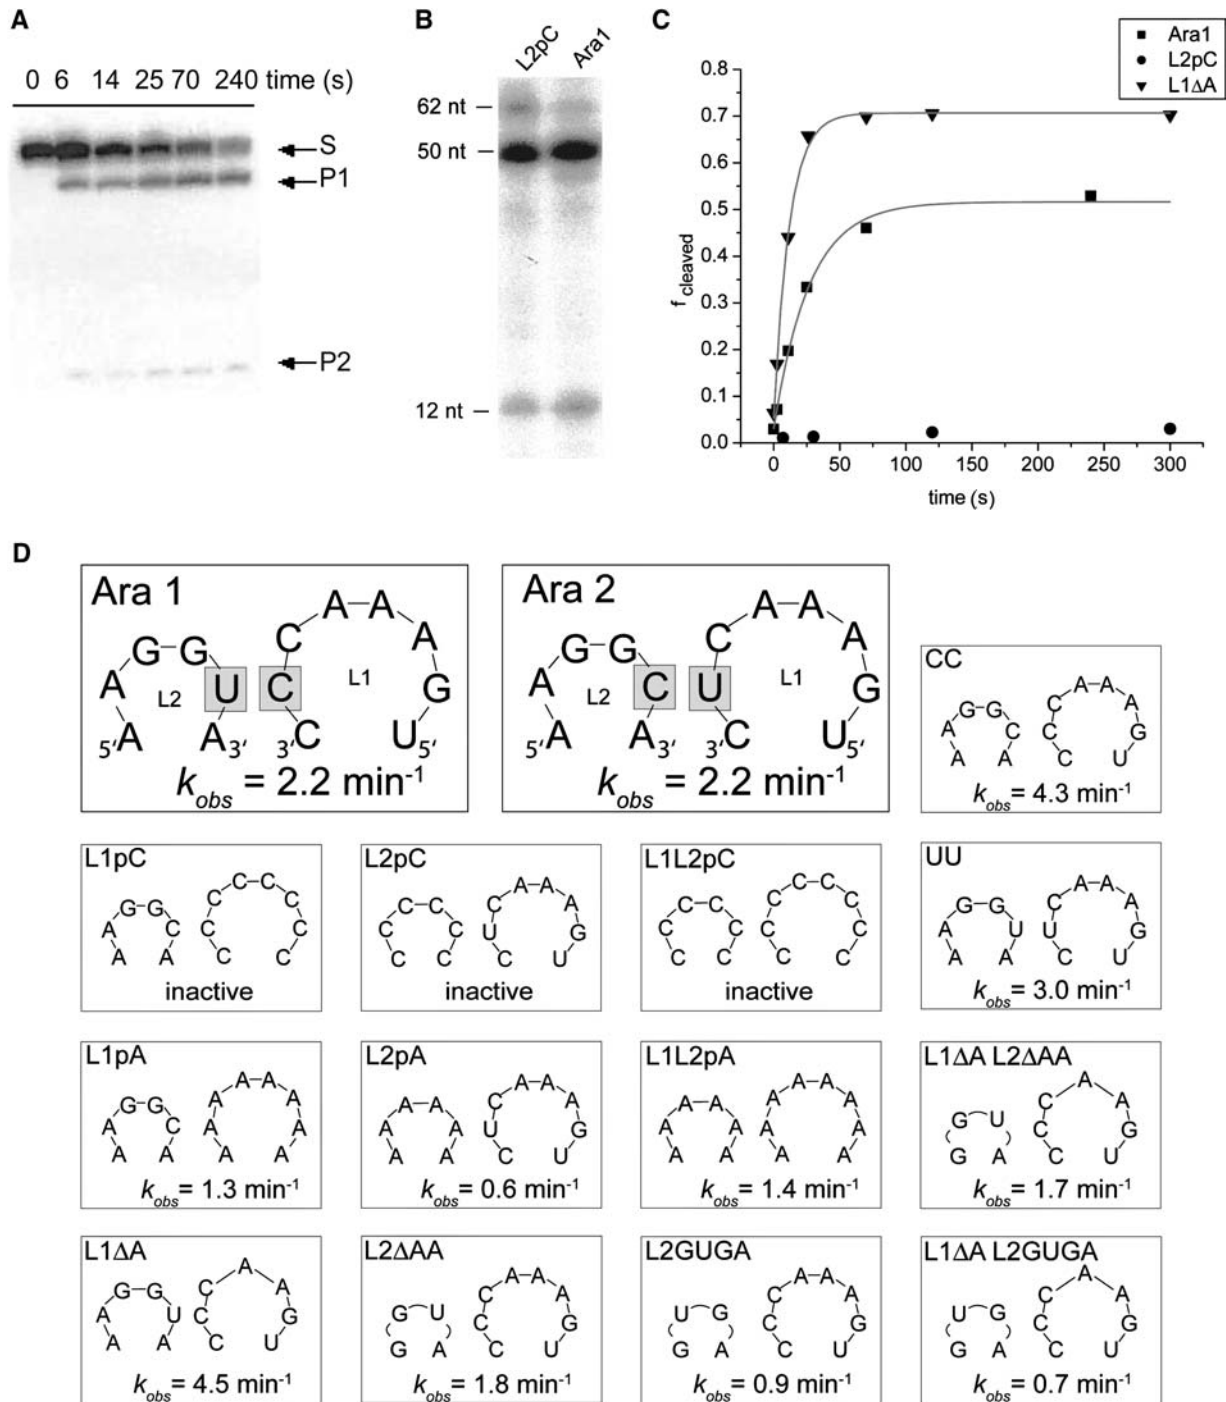 A
0 6 14 25 70 240 time (s)
S
P1
P2
B
L2pC Ara1
62 nt
50 nt
12 nt
C
Ara1
L2pC
L1ΔA
0.8
0.7
0.6
0.5
0.4
0.3
0.2
0.1
0.0
f cleaved
0 50 100 150 200 250 300
time (s)
D
Ara 1
A A G G U A
5' 3'
L2
C C C A A A G U
3' 5'
L1
kobs = 2.2 min-1
Ara 2
A A G G C A
5' 3'
L2
C U C A A A G U
3' 5'
L1
kobs = 2.2 min-1
CC
A A G G C A
C C C A A A G U
kobs = 4.3 min-1
L1pC
A A G G C A
C C C C C C C C
inactive
L2pC
C C C C C C
C U C A A A G U
inactive
L1L2pC
C C C C C C
C C C C C C C C
inactive
UU
A A G G U A
C U C A A A G U
kobs = 3.0 min-1
L1pA
A A G G C A
A A A A A A A A
kobs = 1.3 min-1
L2pA
A A A A A A
C U C A A A G U
kobs = 0.6 min-1
L1L2pA
A A A A A A
A A A A A A A A
kobs = 1.4 min-1
L1ΔA L2ΔAA
G G U A
C C C A A G U
kobs = 1.7 min-1
L1ΔA
A A G G U A
C C C A A G U
kobs = 4.5 min-1
L2ΔAA
G G U A
C C C A A A G U
kobs = 1.8 min-1
L2GUGA
G U G A
C C C A A A G U
kobs = 0.9 min-1
L1ΔA L2GUGA
G U G A
C C C A A G U
kobs = 0.7 min-1